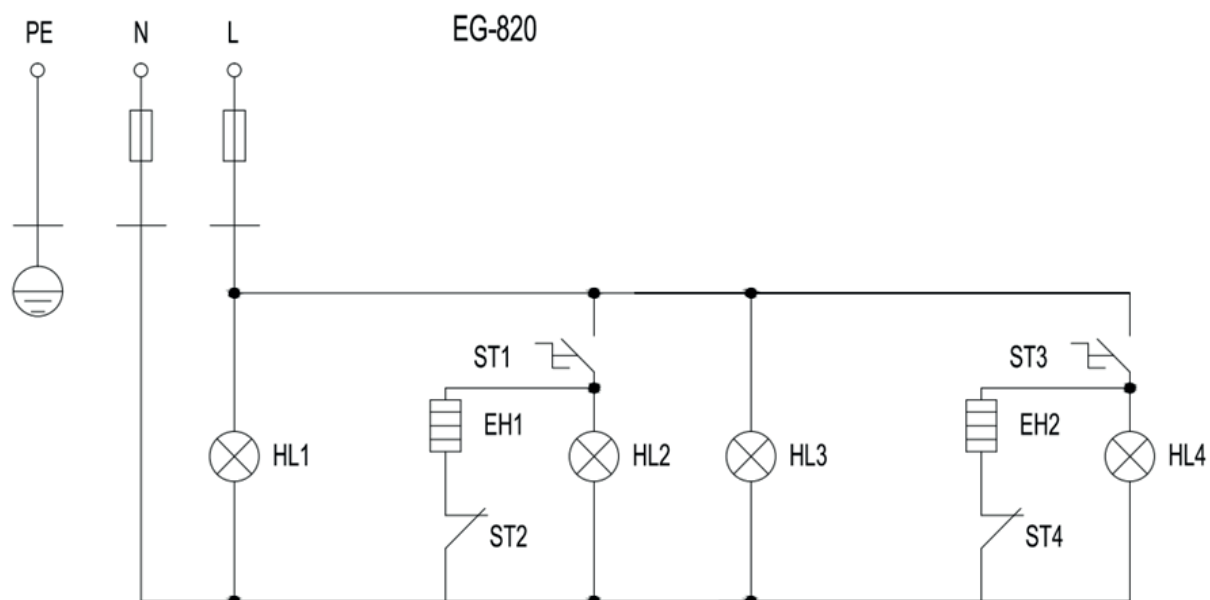 PE N L EG-820
ST1 ST3
EH1 EH2
HL1 HL2 HL3 HL4
ST2 ST4